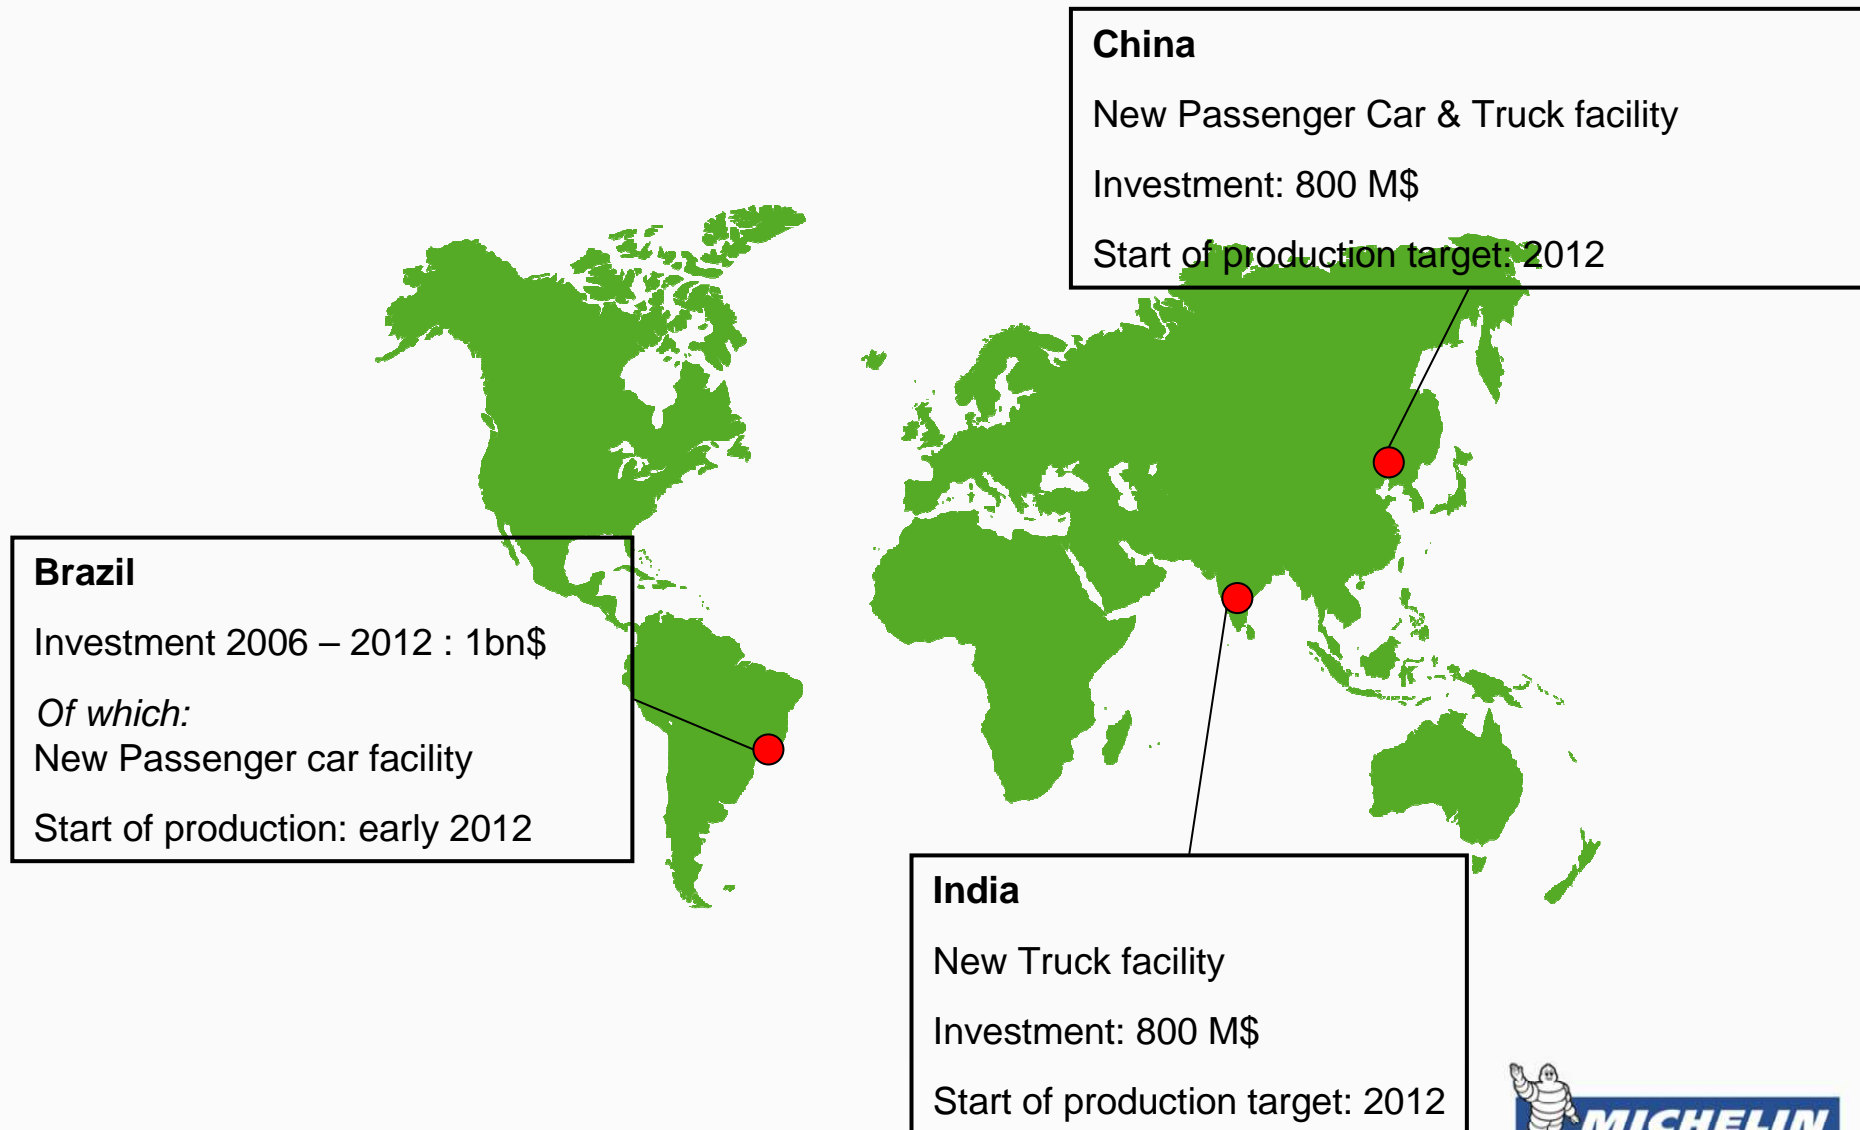 China
New Passenger Car & Truck facility
Investment: 800 M$
Start of production target: 2012
Brazil
Investment 2006 – 2012 : 1bn$
Of which:
New Passenger car facility
Start of production: early 2012
India
New Truck facility
Investment: 800 M$
Start of production target: 2012
MICHELIN